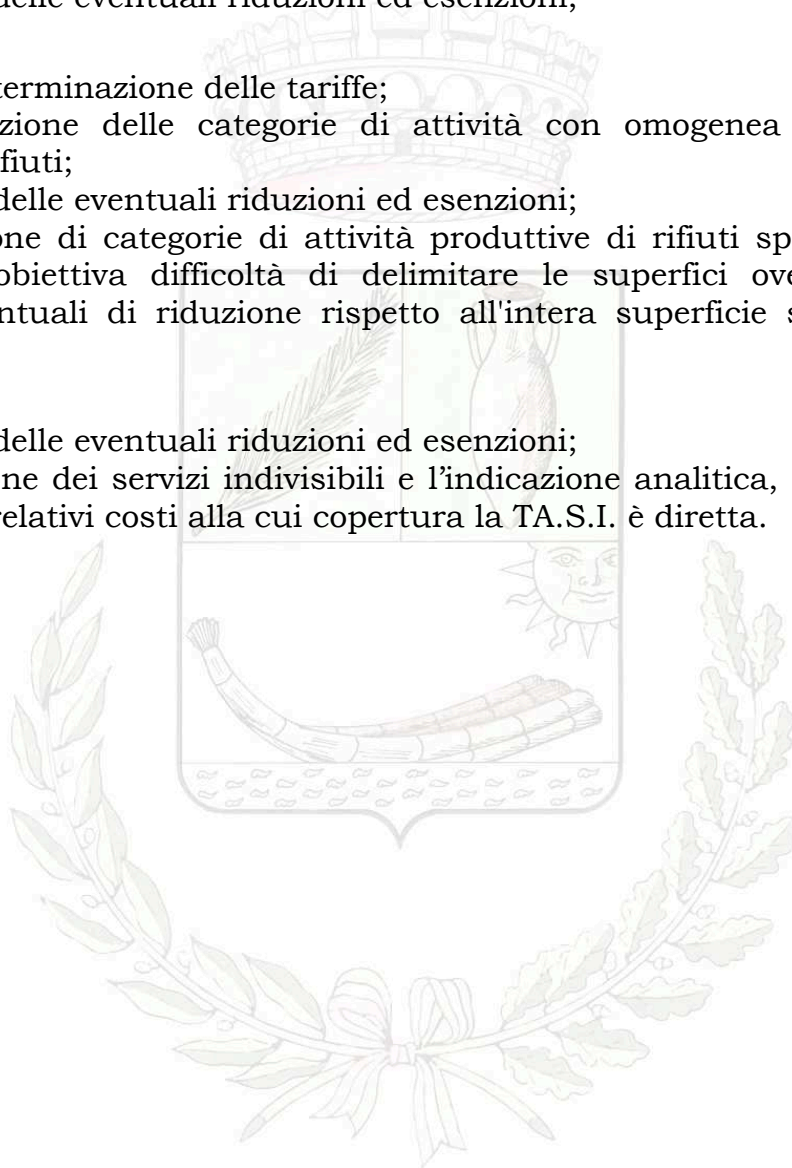 delle eventuali riduzioni ed esenzioni;
terminazione delle tariffe;
zione delle categorie di attività con omogenea
fiuti;
delle eventuali riduzioni ed esenzioni;
one di categorie di attività produttive di rifiuti sp
obiettiva difficoltà di delimitare le superfici ove
ntuali di riduzione rispetto all'intera superficie s
delle eventuali riduzioni ed esenzioni;
ne dei servizi indivisibili e l’indicazione analitica,
relativi costi alla cui copertura la TA.S.I. è diretta.